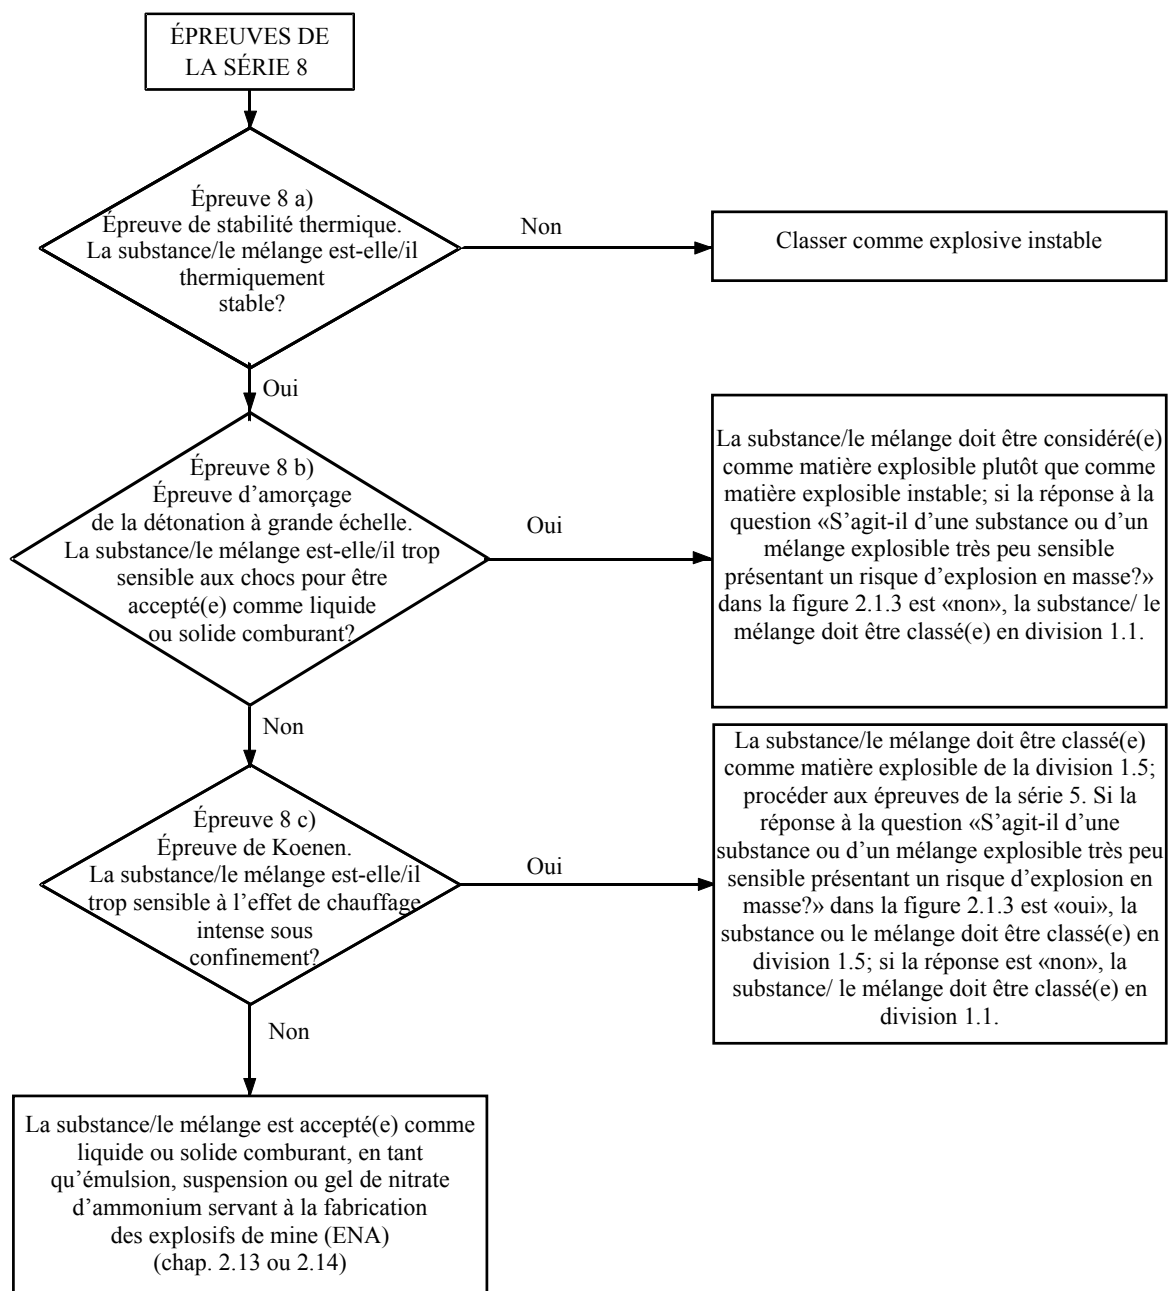 ÉPREUVES DE
LA SÉRIE 8
Épreuve 8 a)
Épreuve de stabilité thermique.
La substance/le mélange est-elle/il
thermiquement
stable?
Non
Classer comme explosive instable
Oui
Épreuve 8 b)
Épreuve d’amorçage
de la détonation à grande échelle.
La substance/le mélange est-elle/il trop
sensible aux chocs pour être
accepté(e) comme liquide
ou solide comburant?
Oui
La substance/le mélange doit être considéré(e)
comme matière explosible plutôt que comme
matière explosible instable; si la réponse à la
question «S’agit-il d’une substance ou d’un
mélange explosible très peu sensible
présentant un risque d’explosion en masse?»
dans la figure 2.1.3 est «non», la substance/ le
mélange doit être classé(e) en division 1.1.
Non
Épreuve 8 c)
Épreuve de Koenen.
La substance/le mélange est-elle/il
trop sensible à l’effet de chauffage
intense sous
confinement?
Oui
La substance/le mélange doit être classé(e)
comme matière explosible de la division 1.5;
procéder aux épreuves de la série 5. Si la
réponse à la question «S’agit-il d’une
substance ou d’un mélange explosible très peu
sensible présentant un risque d’explosion en
masse?» dans la figure 2.1.3 est «oui», la
substance ou le mélange doit être classé(e) en
division 1.5; si la réponse est «non», la
substance/ le mélange doit être classé(e) en
division 1.1.
Non
La substance/le mélange est accepté(e) comme
liquide ou solide comburant, en tant
qu’émulsion, suspension ou gel de nitrate
d’ammonium servant à la fabrication
des explosifs de mine (ENA)
(chap. 2.13 ou 2.14)